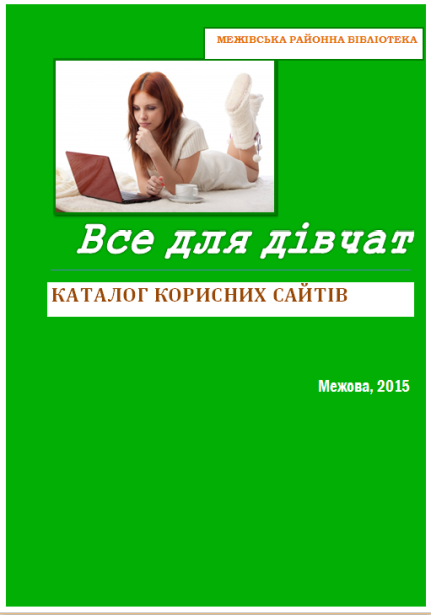 МЕЖІВСЬКА РАЙОННА БІБЛІОТЕКА
Все для дівчат
КАТАЛОГ КОРИСНИХ САЙТІВ
Межова, 2015